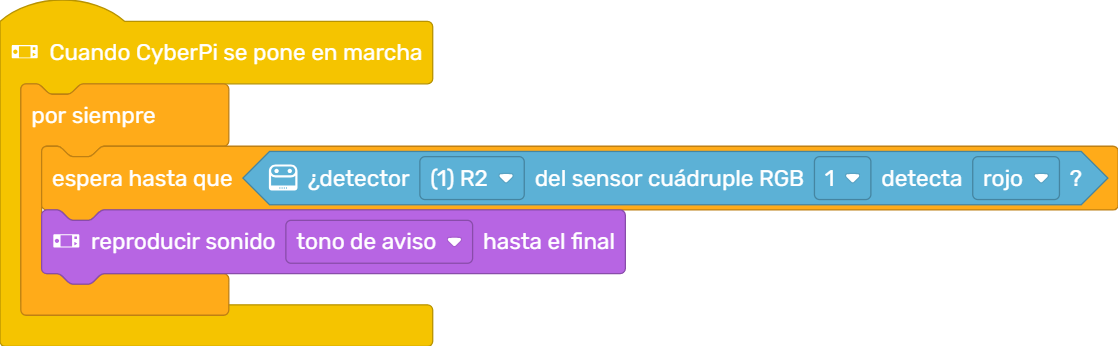 Cuando CyberPi se pone en marcha
por siempre
espera hasta que ¿detector (1) R2 del sensor cuádruple RGB 1 detecta rojo ?
reproducir sonido tono de aviso hasta el final